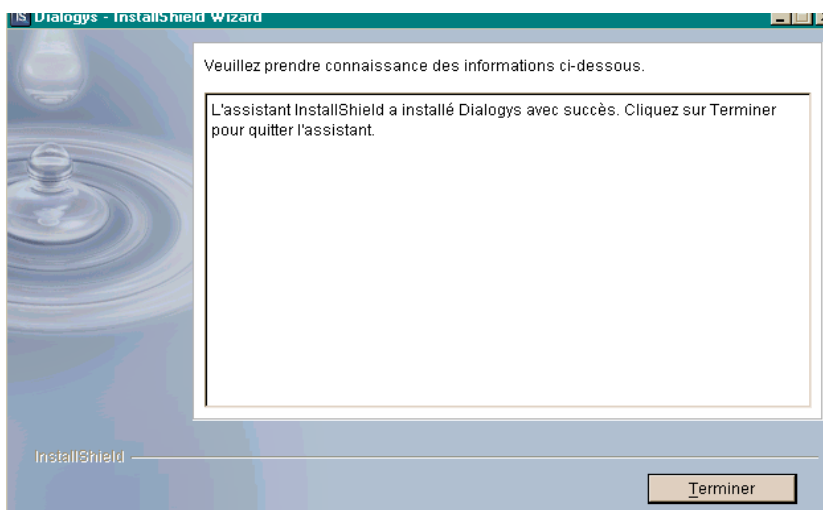 Dialogys - InstallShield Wizard
Veuillez prendre connaissance des informations ci-dessous.
L'assistant InstallShield a installé Dialogys avec succès. Cliquez sur Terminer
pour quitter l'assistant.
InstallShield
Terminer